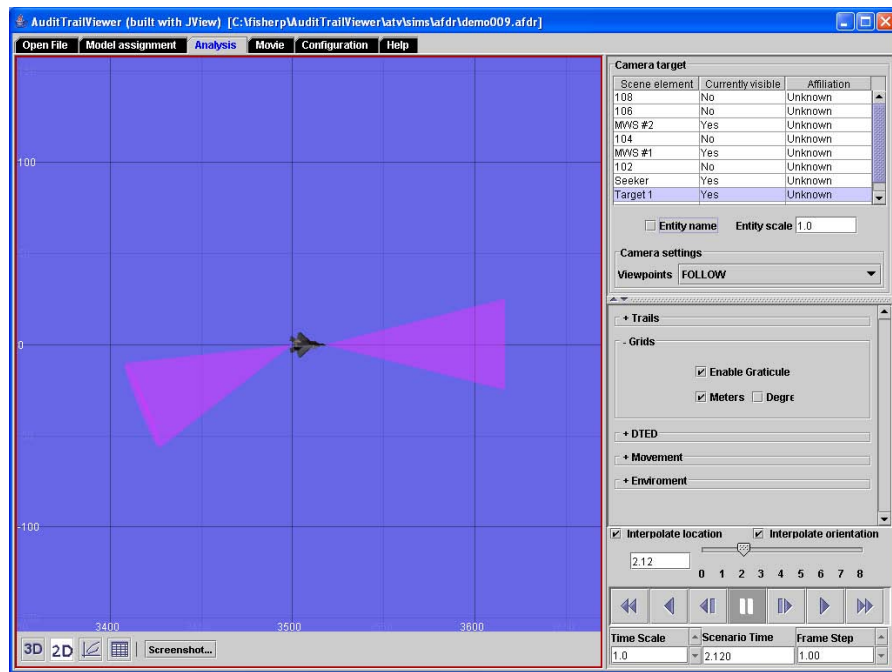 AuditTrailViewer (built with JView) [C:\fisherp\AuditTrailViewer\atv\sims\afdr\demo009.afdr]
Open File Model assignment Analysis Movie Configuration Help
Camera target
Scene element Currently visible Affiliation
108 No Unknown
106 No Unknown
MWS #2 Yes Unknown
104 No Unknown
MWS #1 Yes Unknown
102 No Unknown
Seeker Yes Unknown
Target 1 Yes Unknown
Entity name Entity scale 1.0
Camera settings
Viewpoints FOLLOW
+ Trails
- Grids
Enable Graticule
Meters Degre
+ DTED
+ Movement
+ Enviroment
Interpolate location Interpolate orientation
2.12
0 1 2 3 4 5 6 7 8
Time Scale Scenario Time Frame Step
1.0 2.120 1.00
100
0
-100
3400 3500 3600
3D 2D Screenshot...